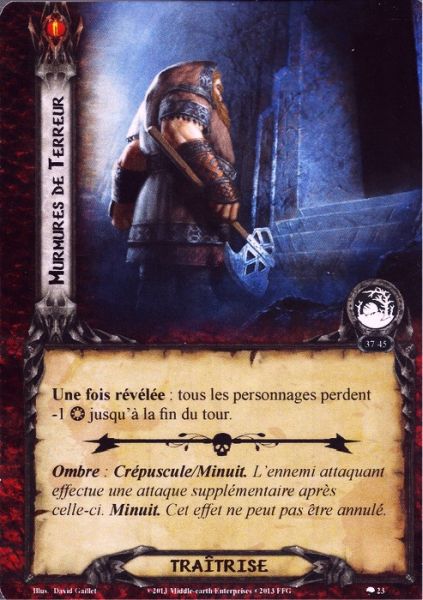 MURMURES DE TERREUR
37-45
Une fois révélée : tous les personnages perdent
-1 jusqu'à la fin du tour.
Ombre : Crépuscule/Minuit. L'ennemi attaquant
effectue une attaque supplémentaire après
celle-ci. Minuit. Cet effet ne peut pas être annulé.
TRAÎTRISE
Illus. David Gaillet
©2013 Middle-earth Enterprises • 2013 FFG
23